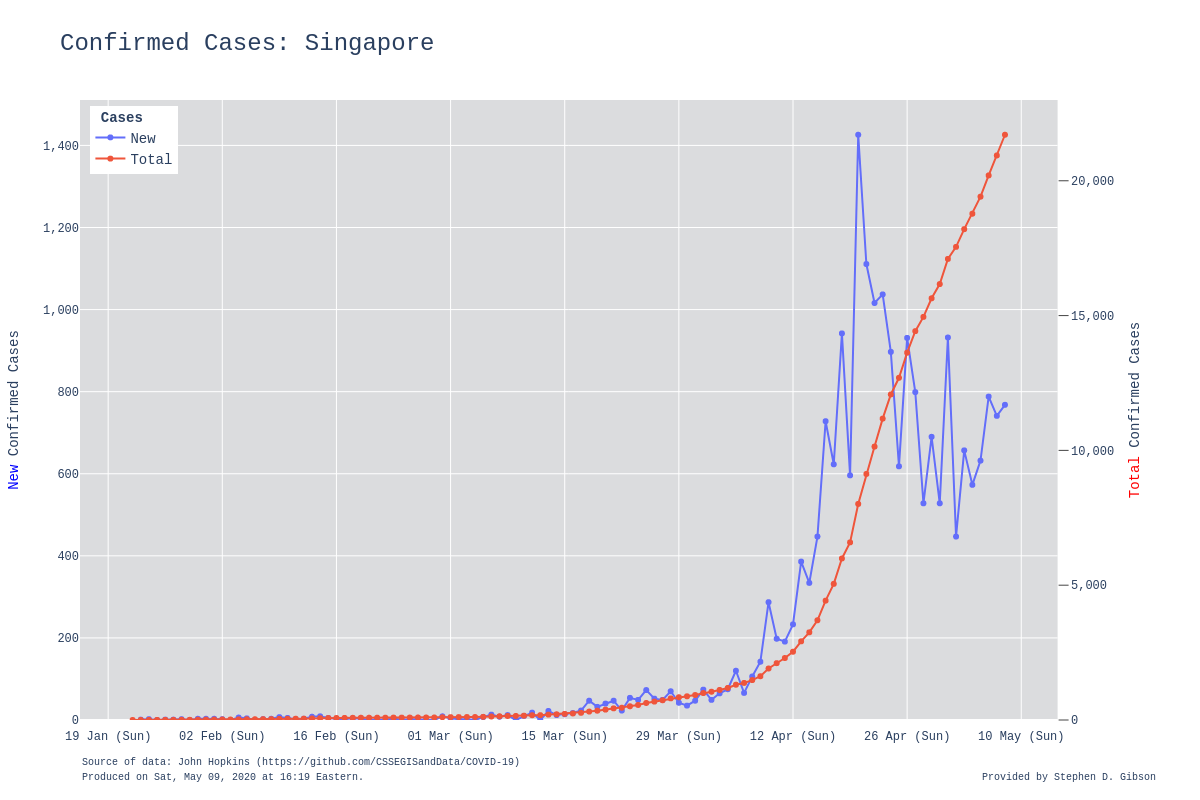 Confirmed Cases: Singapore
Cases
New
Total
1,400
1,200
1,000
800
600
400
200
0
New Confirmed Cases
20,000
15,000
10,000
5,000
0
Total Confirmed Cases
19 Jan (Sun) 02 Feb (Sun) 16 Feb (Sun) 01 Mar (Sun) 15 Mar (Sun) 29 Mar (Sun) 12 Apr (Sun) 26 Apr (Sun) 10 May (Sun)
Source of data: John Hopkins (https://github.com/CSSEGISandData/COVID-19)
Produced on Sat, May 09, 2020 at 16:19 Eastern.
Provided by Stephen D. Gibson